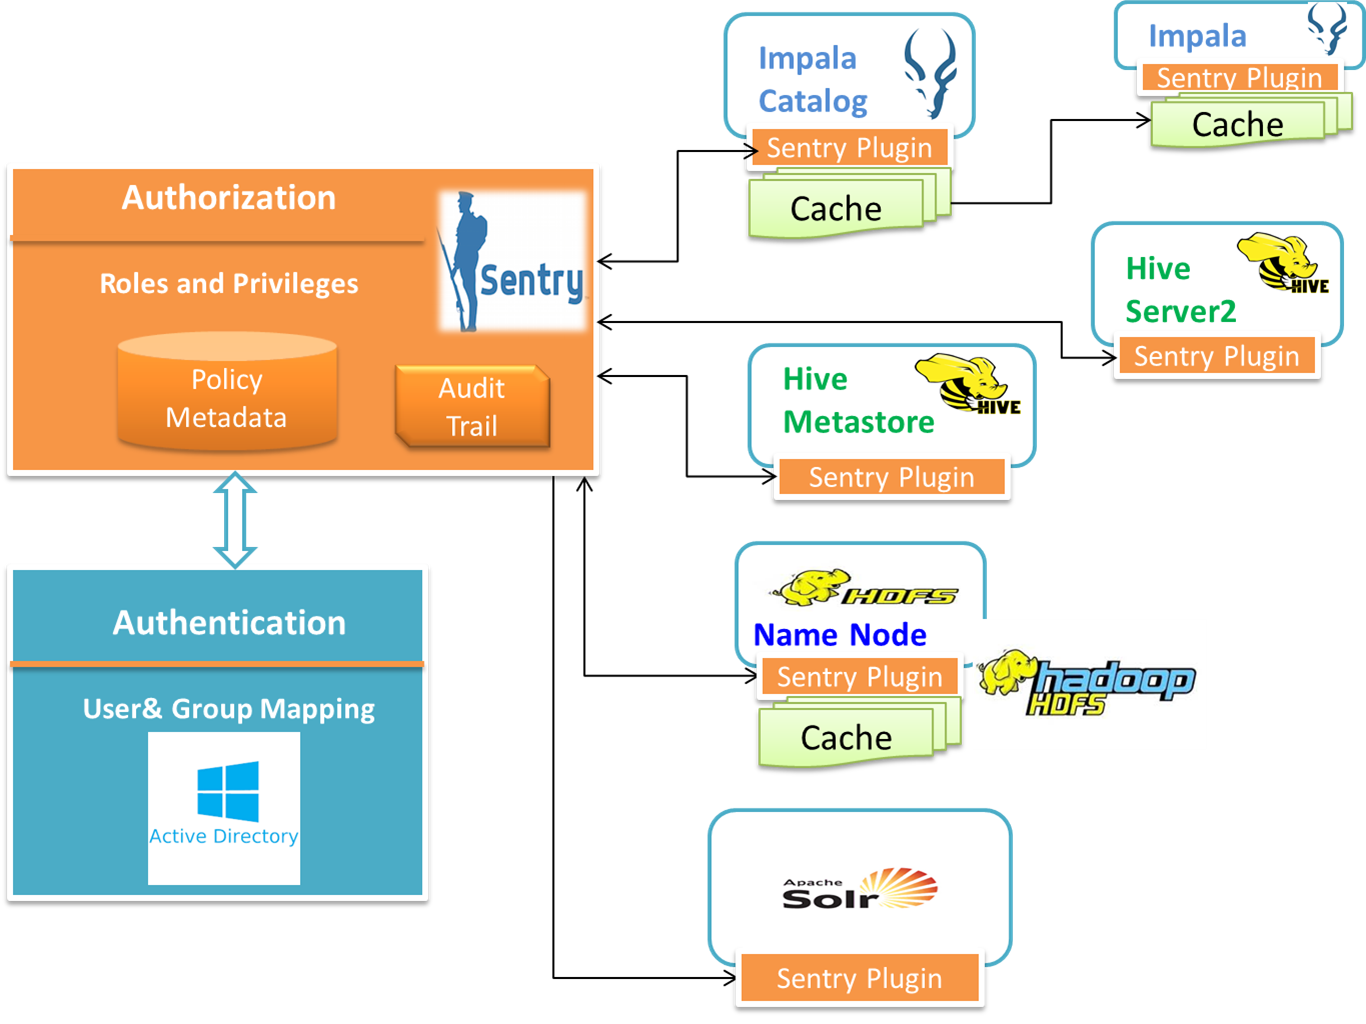 Authorization
Sentry
Roles and Privileges
Policy
Metadata
Audit
Trail
Authentication
User& Group Mapping
Active Directory
Impala
Catalog
Sentry Plugin
Cache
Impala
Sentry Plugin
Cache
Hive
Server2
HIVE
Sentry Plugin
Hive
Metastore
HIVE
Sentry Plugin
HDFS
Name Node
Sentry Plugin
Cache
hadoop
HDFS
Apache
Solr
Sentry Plugin